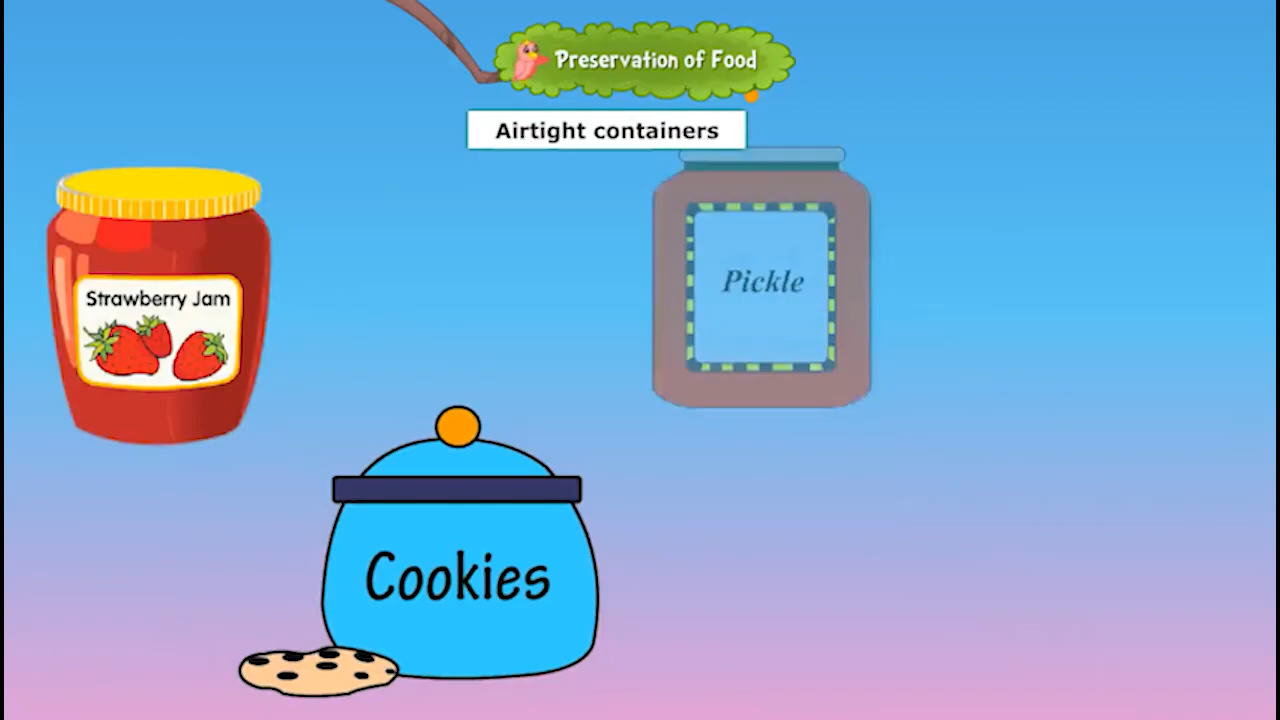 Preservation of Food
Airtight containers
Strawberry Jam
Pickle
Cookies